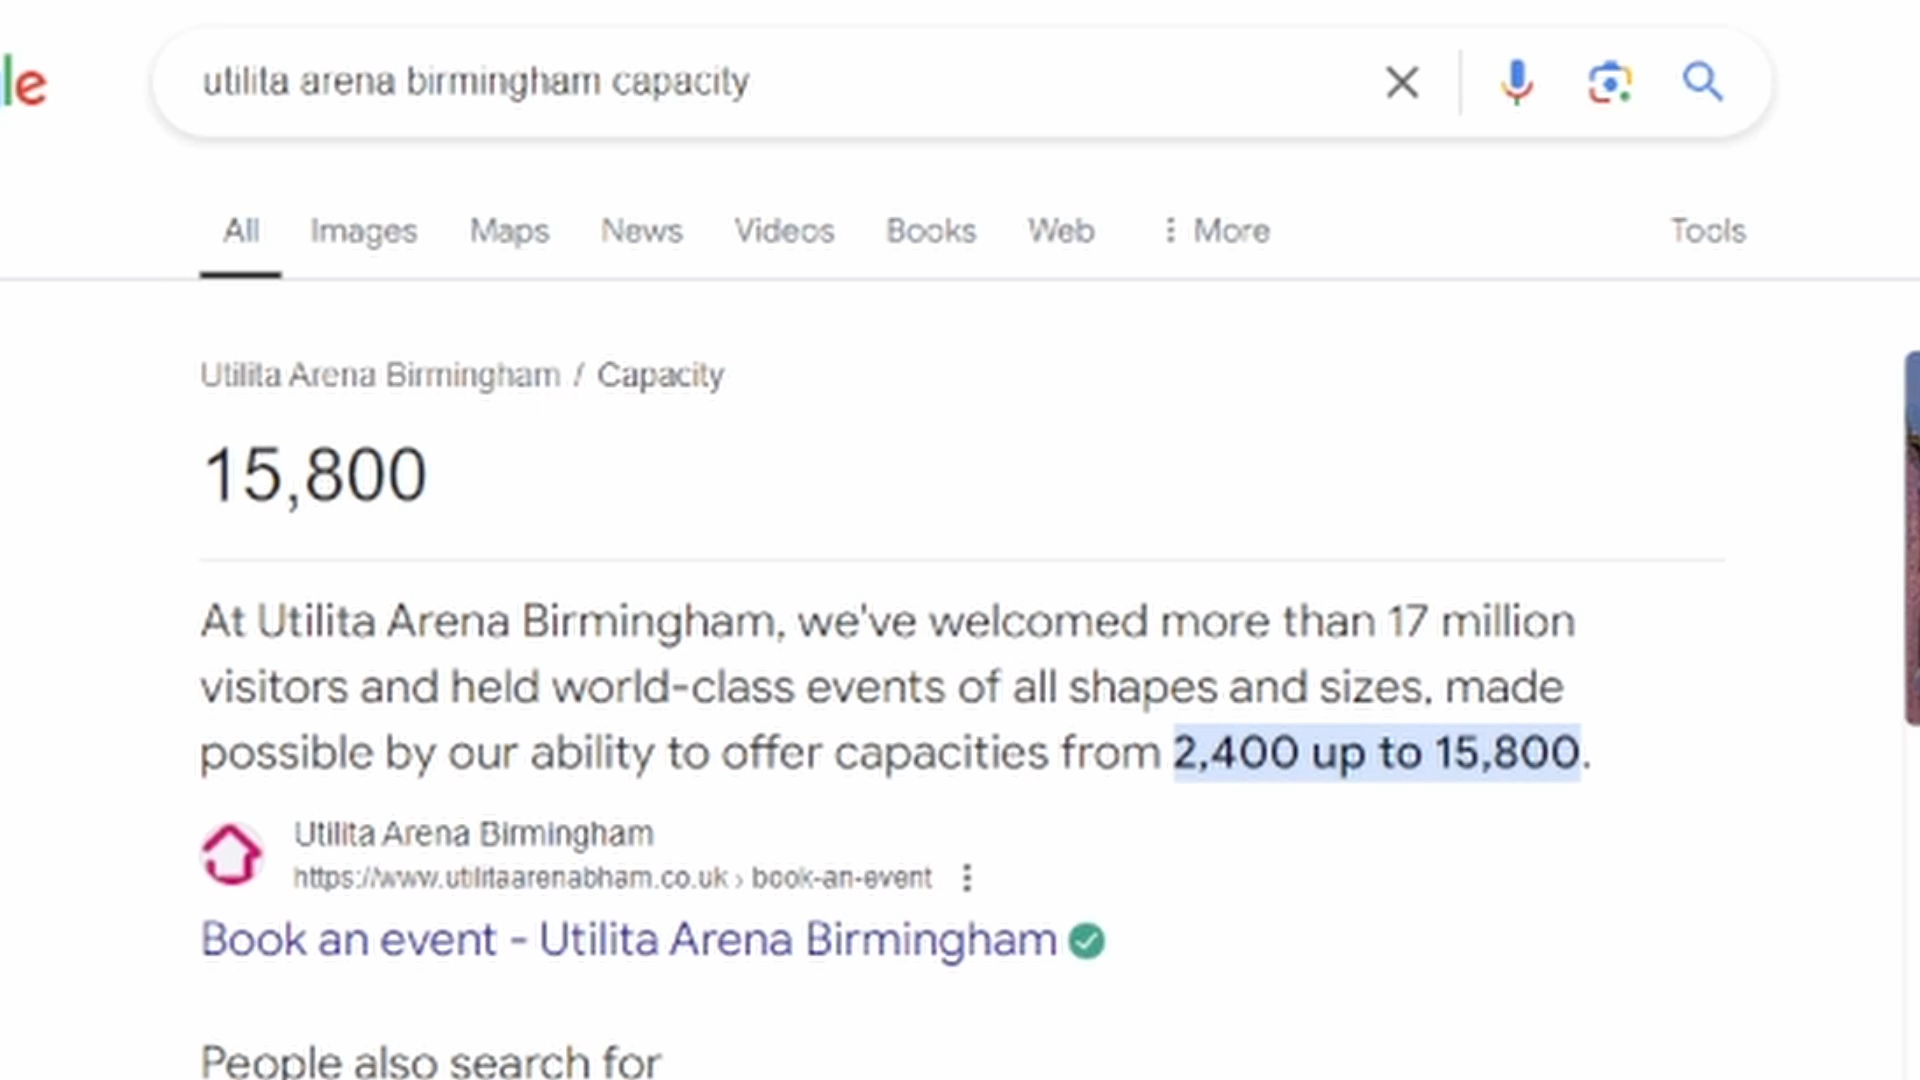 le
utilita arena birmingham capacity
All Images Maps News Videos Books Web More Tools
Utilita Arena Birmingham / Capacity
15,800
At Utilita Arena Birmingham, we've welcomed more than 17 million
visitors and held world-class events of all shapes and sizes, made
possible by our ability to offer capacities from 2,400 up to 15,800.
Utilita Arena Birmingham
https://www.utilitaarenabham.co.uk › book-an-event
Book an event - Utilita Arena Birmingham
People also search for